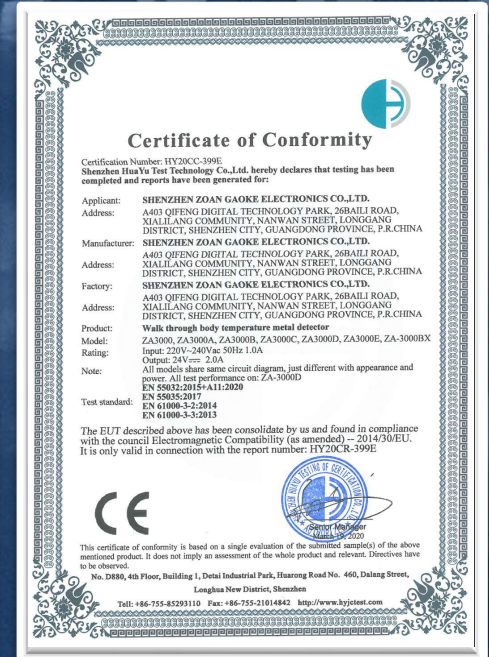 Certificate of Conformity
Certification Number: HY20CC-399E
Shenzhen HuaYu Test Technology Co.,Ltd. hereby declares that testing has been
completed and reports have been generated for:
Applicant: SHENZHEN ZOAN GAOKE ELECTRONICS CO.,LTD.
Address: A403 QIFENG DIGITAL TECHNOLOGY PARK, 26BAILI ROAD,
XIALILANG COMMUNITY, NANWAN STREET, LONGGANG
DISTRICT, SHENZHEN CITY, GUANGDONG PROVINCE, P.R.CHINA
Manufacturer: SHENZHEN ZOAN GAOKE ELECTRONICS CO.,LTD.
A403 QIFENG DIGITAL TECHNOLOGY PARK, 26BAILI ROAD,
Address: XIALILANG COMMUNITY, NANWAN STREET, LONGGANG
DISTRICT, SHENZHEN CITY, GUANGDONG PROVINCE, P.R.CHINA
Factory: SHENZHEN ZOAN GAOKE ELECTRONICS CO.,LTD.
A403 QIFENG DIGITAL TECHNOLOGY PARK, 26BAILI ROAD,
Address: XIALILANG COMMUNITY, NANWAN STREET, LONGGANG
DISTRICT, SHENZHEN CITY, GUANGDONG PROVINCE, P.R.CHINA
Product: Walk through body temperature metal detector
Model: ZA3000, ZA3000A, ZA3000B, ZA3000C, ZA3000D, ZA3000E, ZA-3000BX
Rating: Input: 220V~240Vac 50Hz 1.0A
Output: 24V⎓ 2.0A
Note: All models share same circuit diagram, just different with appearance and
power. All test performance on: ZA-3000D
EN 55032:2015+A11:2020
EN 55035:2017
Test standard: EN 61000-3-2:2014
EN 61000-3-3:2013
The EUT described above has been consolidate by us and found in compliance
with the council Electromagnetic Compatibility (as amended) -- 2014/30/EU.
It is only valid in connection with the report number: HY20CR-399E
CE
Senior Manager
March 19, 2020
This certificate of conformity is based on a single evaluation of the submitted sample(s) of the above
mentioned product. It does not imply an assessment of the whole product and relevant. Directives have
to be observed.
No. D880, 4th Floor, Building 1, Detai Industrial Park, Huarong Road No. 460, Dalang Street,
Longhua New District, Shenzhen
Tell: +86-755-85293110 Fax: +86-755-21014842 http://www.hyjctest.com